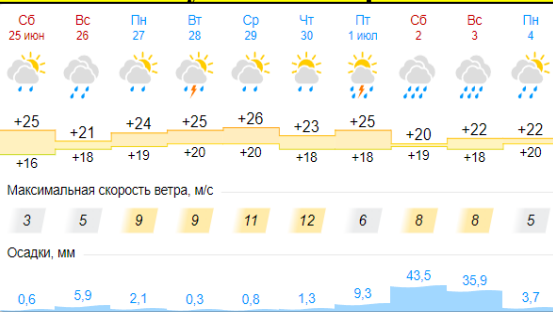 Сб Вс Пн Вт Ср Чт Пт Сб Вс Пн
25 июн 26 27 28 29 30 1 июл 2 3 4
+25 +21 +24 +25 +26 +23 +25 +20 +22 +22
+16 +18 +19 +20 +20 +18 +18 +19 +18 +20
Максимальная скорость ветра, м/с
3 5 9 9 11 12 6 8 8 5
Осадки, мм
0,6 5,9 2,1 0,3 0,8 1,3 9,3 43,5 35,9 3,7